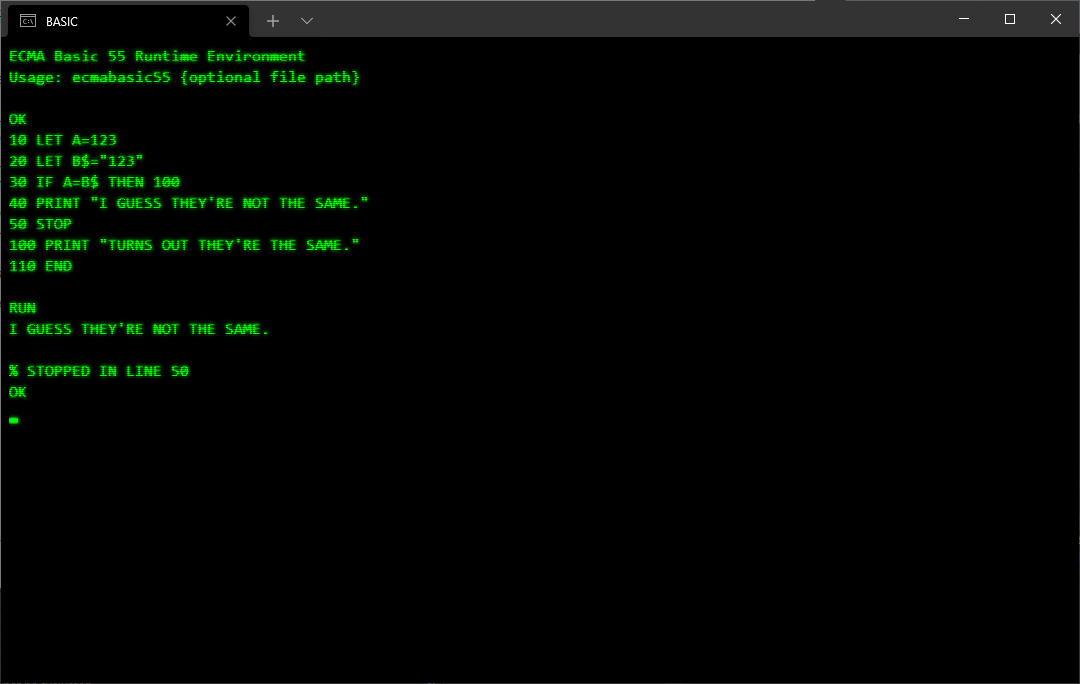 BASIC
ECMA Basic 55 Runtime Environment
Usage: ecmabasic55 {optional file path}
OK
10 LET A=123
20 LET B$="123"
30 IF A=B$ THEN 100
40 PRINT "I GUESS THEY'RE NOT THE SAME."
50 STOP
100 PRINT "TURNS OUT THEY'RE THE SAME."
110 END
RUN
I GUESS THEY'RE NOT THE SAME.
% STOPPED IN LINE 50
OK